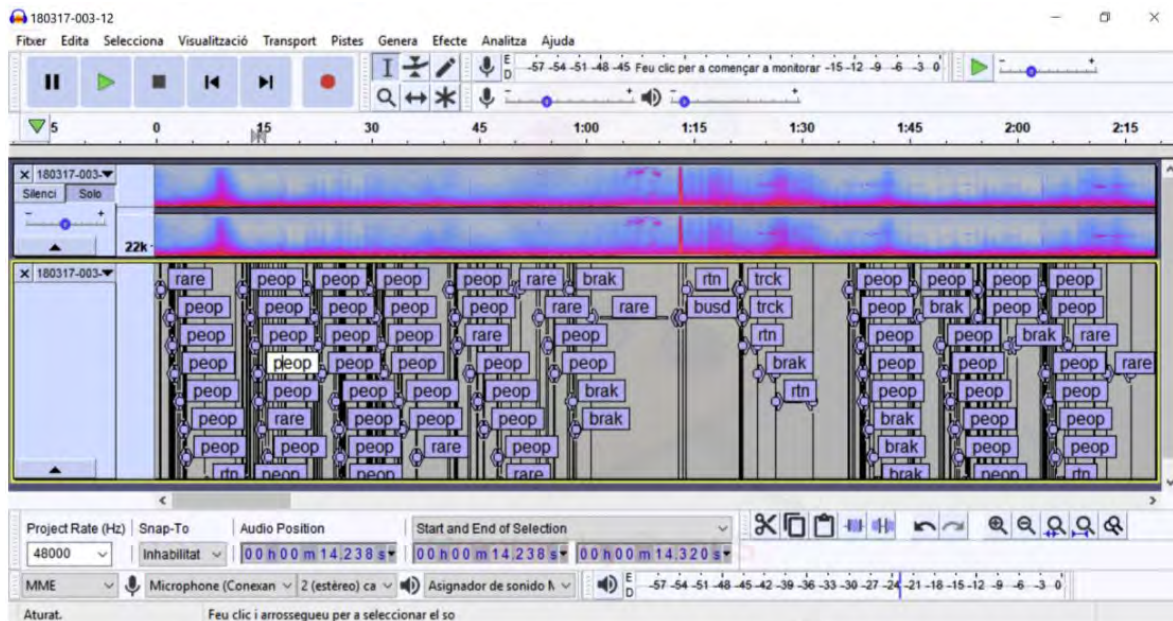 180317-003-12
Fitxer Edita Selecciona Visualització Transport Pistes Genera Efecte Analitza Ajuda
E
D
-57 -54 -51 -48 -45 Feu clic per a començar a monitorar -15 -12 -9 -6 -3 0
5 0 15 30 45 1:00 1:15 1:30 1:45 2:00 2:15
180317-003-
Silenci Solo
22k
180317-003-
rare peop peop peop peop rare brak rtn trck peop peop peop peop
peop peop peop peop peop rare rare busd trck peop brak peop peop
peop peop peop peop rare peop rtn peop peop brak rare
peop peop peop peop peop peop brak peop peop peop rare
peop peop peop peop peop brak rtn peop peop peop
peop rare peop peop peop brak brak peop peop
peop peop peop rare peop brak peop peop
rtn peop peop rare brak peop rtn
Project Rate (Hz) Snap-To Audio Position Start and End of Selection
48000 Inhabilitat 00 h 00 m 14.238 s 00 h 00 m 14.238 s 00 h 00 m 14.320 s
MME Microphone (Conexan 2 (estèreo) ca Asignador de sonido M
E
D
-57 -54 -51 -48 -45 -42 -39 -36 -33 -30 -27 -24 -21 -18 -15 -12 -9 -6 -3 0
Aturat. Feu clic i arrossegueu per a seleccionar el so